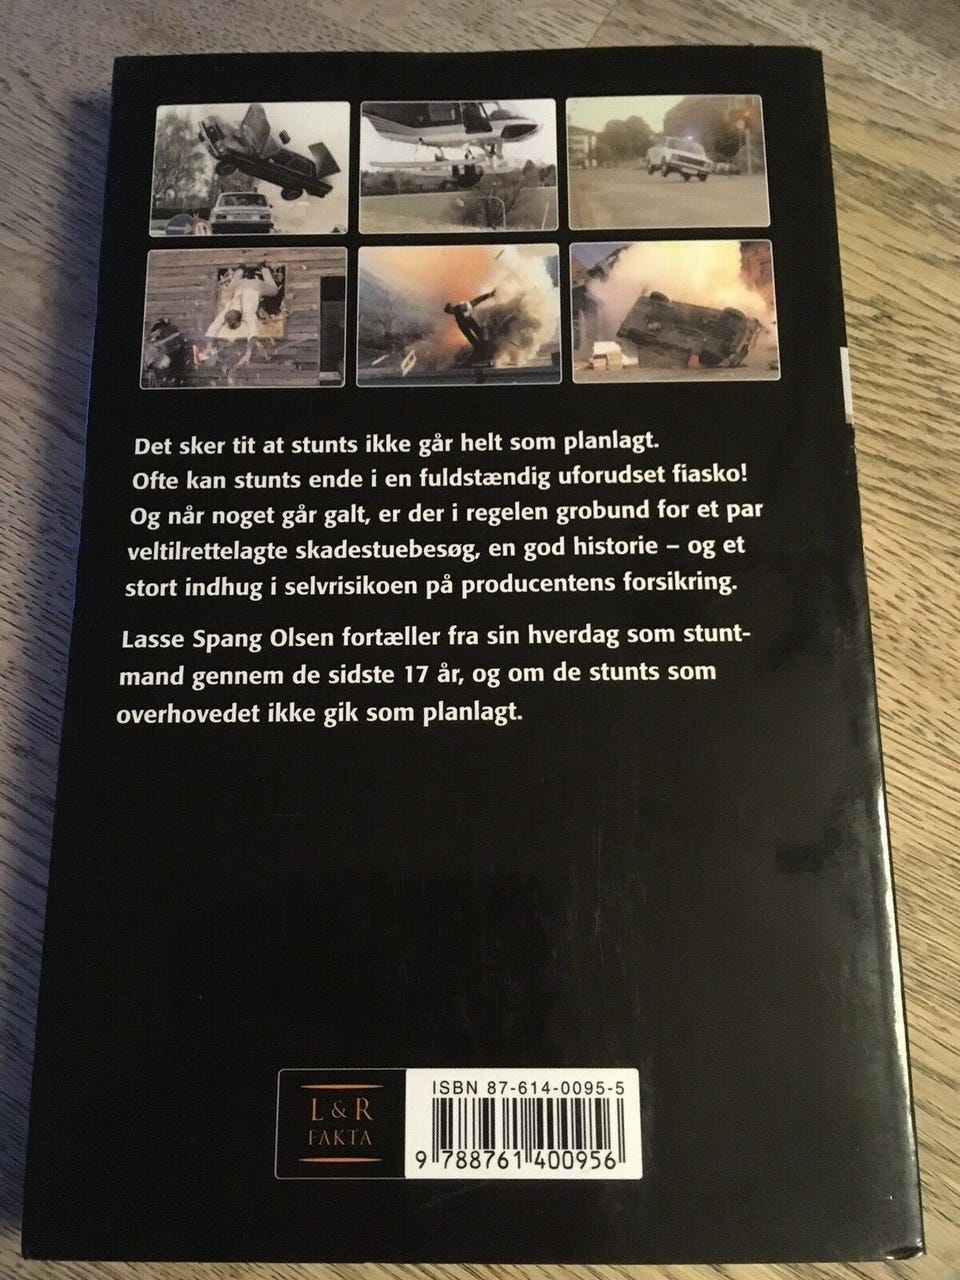 Det sker tit at stunts ikke går helt som planlagt.
Ofte kan stunts ende i en fuldstændig uforudset fiasko!
Og når noget går galt, er der i regelen grobund for et par
veltilrettelagte skadestuebesøg, en god historie – og et
stort indhug i selvrisikoen på producentens forsikring.
Lasse Spang Olsen fortæller fra sin hverdag som stunt-
mand gennem de sidste 17 år, og om de stunts som
overhovedet ikke gik som planlagt.
L & R
FAKTA
ISBN 87-614-0095-5
9 788761 400956